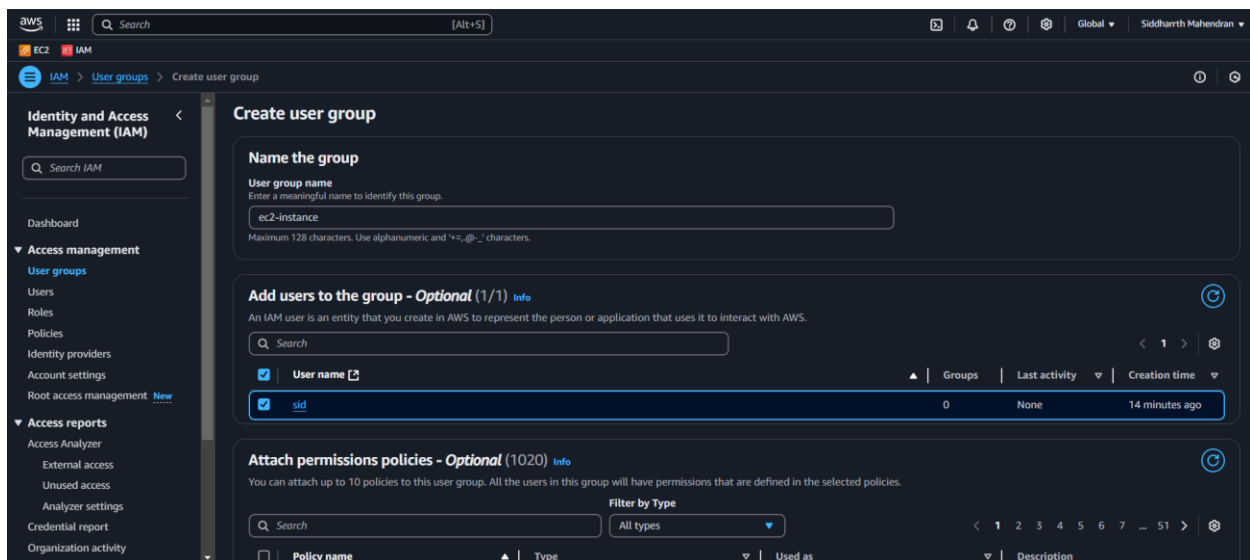 aws
Search [Alt+S] Global Siddharrth Mahendran
EC2 IAM
IAM > User groups > Create user group
Identity and Access
Management (IAM)
Search IAM
Dashboard
Access management
User groups
Users
Roles
Policies
Identity providers
Account settings
Root access management New
Access reports
Access Analyzer
External access
Unused access
Analyzer settings
Credential report
Organization activity
Create user group
Name the group
User group name
Enter a meaningful name to identify this group.
ec2-instance
Maximum 128 characters. Use alphanumeric and '+=,.@-_' characters.
Add users to the group - Optional (1/1) Info
An IAM user is an entity that you create in AWS to represent the person or application that uses it to interact with AWS.
Search < 1 >
User name Groups Last activity Creation time
sid 0 None 14 minutes ago
Attach permissions policies - Optional (1020) Info
You can attach up to 10 policies to this user group. All the users in this group will have permissions that are defined in the selected policies.
Filter by Type
Search All types < 1 2 3 4 5 6 7 ... 51 >
Policy name Type Used as Description